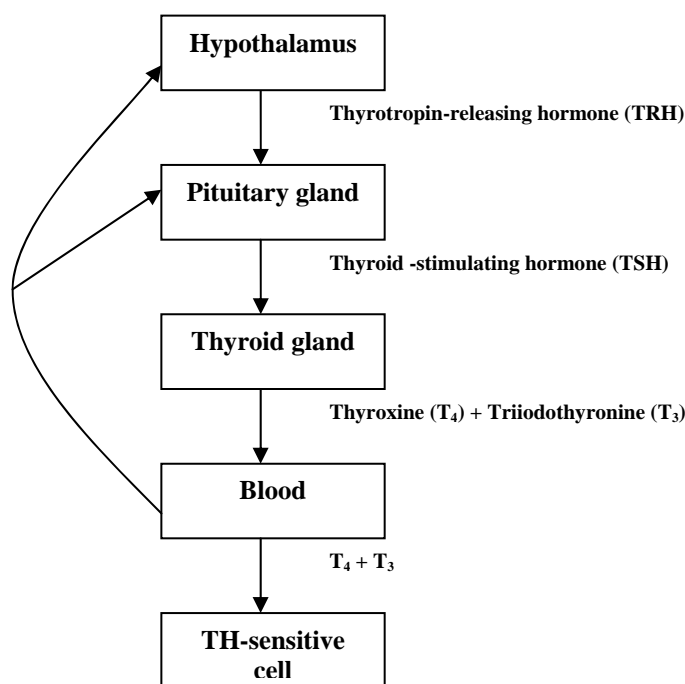 Hypothalamus
Thyrotropin-releasing hormone (TRH)
Pituitary gland
Thyroid -stimulating hormone (TSH)
Thyroid gland
Thyroxine (T₄) + Triiodothyronine (T₃)
Blood
T₄ + T₃
TH-sensitive
cell